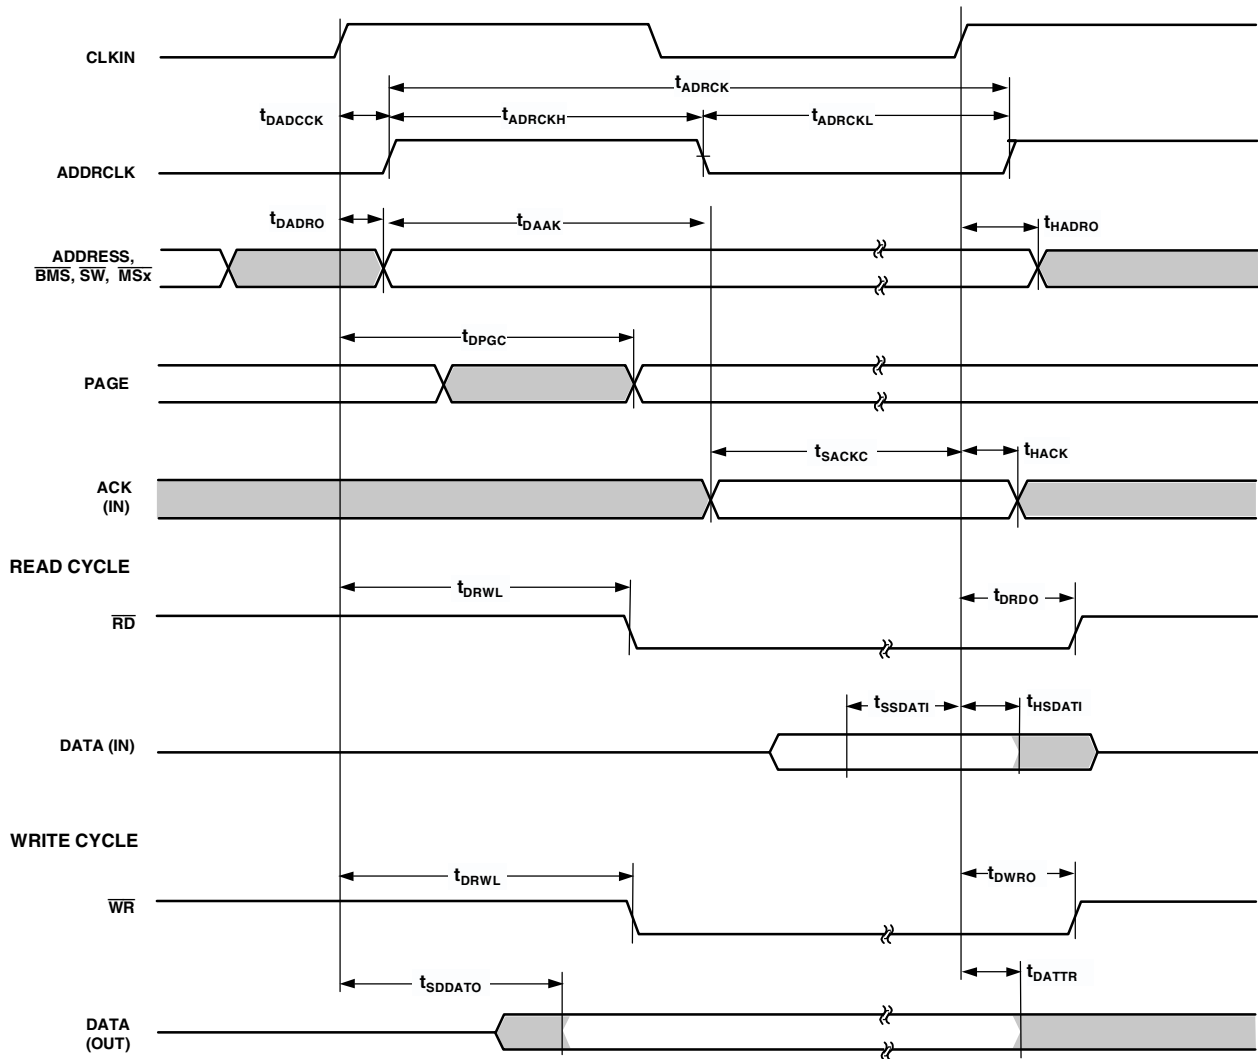 CLKIN
tADRCK
tDADCCK
tADRCKH
tADRCKL
ADDRCLK
tDADRO
tDAAK
tHADRO
ADDRESS,
BMS, SW, MSx
tDPGC
PAGE
tSACKC
tHACK
ACK
(IN)
READ CYCLE
tDRWL
tDRDO
RD
tSSDATI
tHSDATI
DATA (IN)
WRITE CYCLE
tDRWL
tDWRO
WR
tSDDATO
tDATTR
DATA
(OUT)